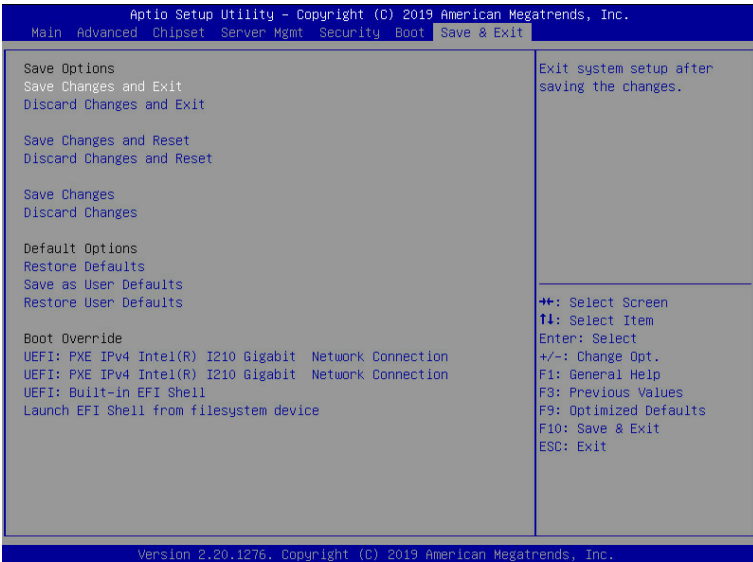 Aptio Setup Utility – Copyright (C) 2019 American Megatrends, Inc.
Main Advanced Chipset Server Mgmt Security Boot Save & Exit
Save Options
Save Changes and Exit
Discard Changes and Exit
Save Changes and Reset
Discard Changes and Reset
Save Changes
Discard Changes
Default Options
Restore Defaults
Save as User Defaults
Restore User Defaults
Boot Override
UEFI: PXE IPv4 Intel(R) I210 Gigabit  Network Connection
UEFI: PXE IPv4 Intel(R) I210 Gigabit  Network Connection
UEFI: Built-in EFI Shell
Launch EFI Shell from filesystem device
Exit system setup after
saving the changes.
→←: Select Screen
↑↓: Select Item
Enter: Select
+/-: Change Opt.
F1: General Help
F3: Previous Values
F9: Optimized Defaults
F10: Save & Exit
ESC: Exit
Version 2.20.1276. Copyright (C) 2019 American Megatrends, Inc.